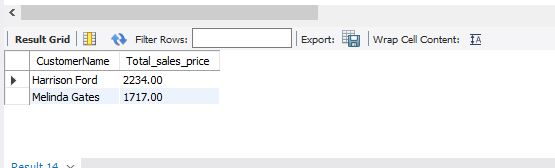 Result Grid Filter Rows: Export: Wrap Cell Content: IA
CustomerName Total_sales_price
Harrison Ford 2234.00
Melinda Gates 1717.00
Result 14